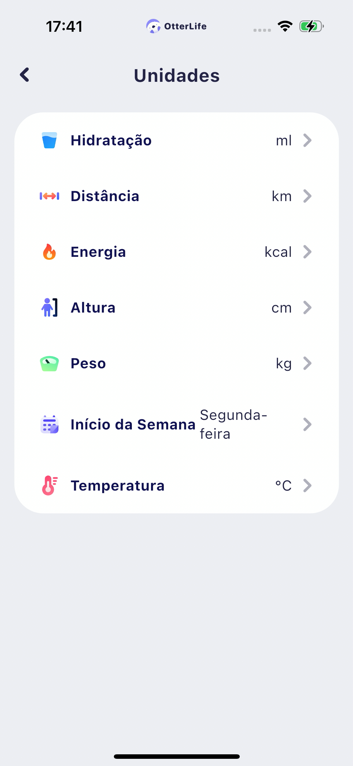 17:41
OtterLife
Unidades
Hidratação ml
Distância km
Energia kcal
Altura cm
Peso kg
Início da Semana Segunda-
feira
Temperatura °C